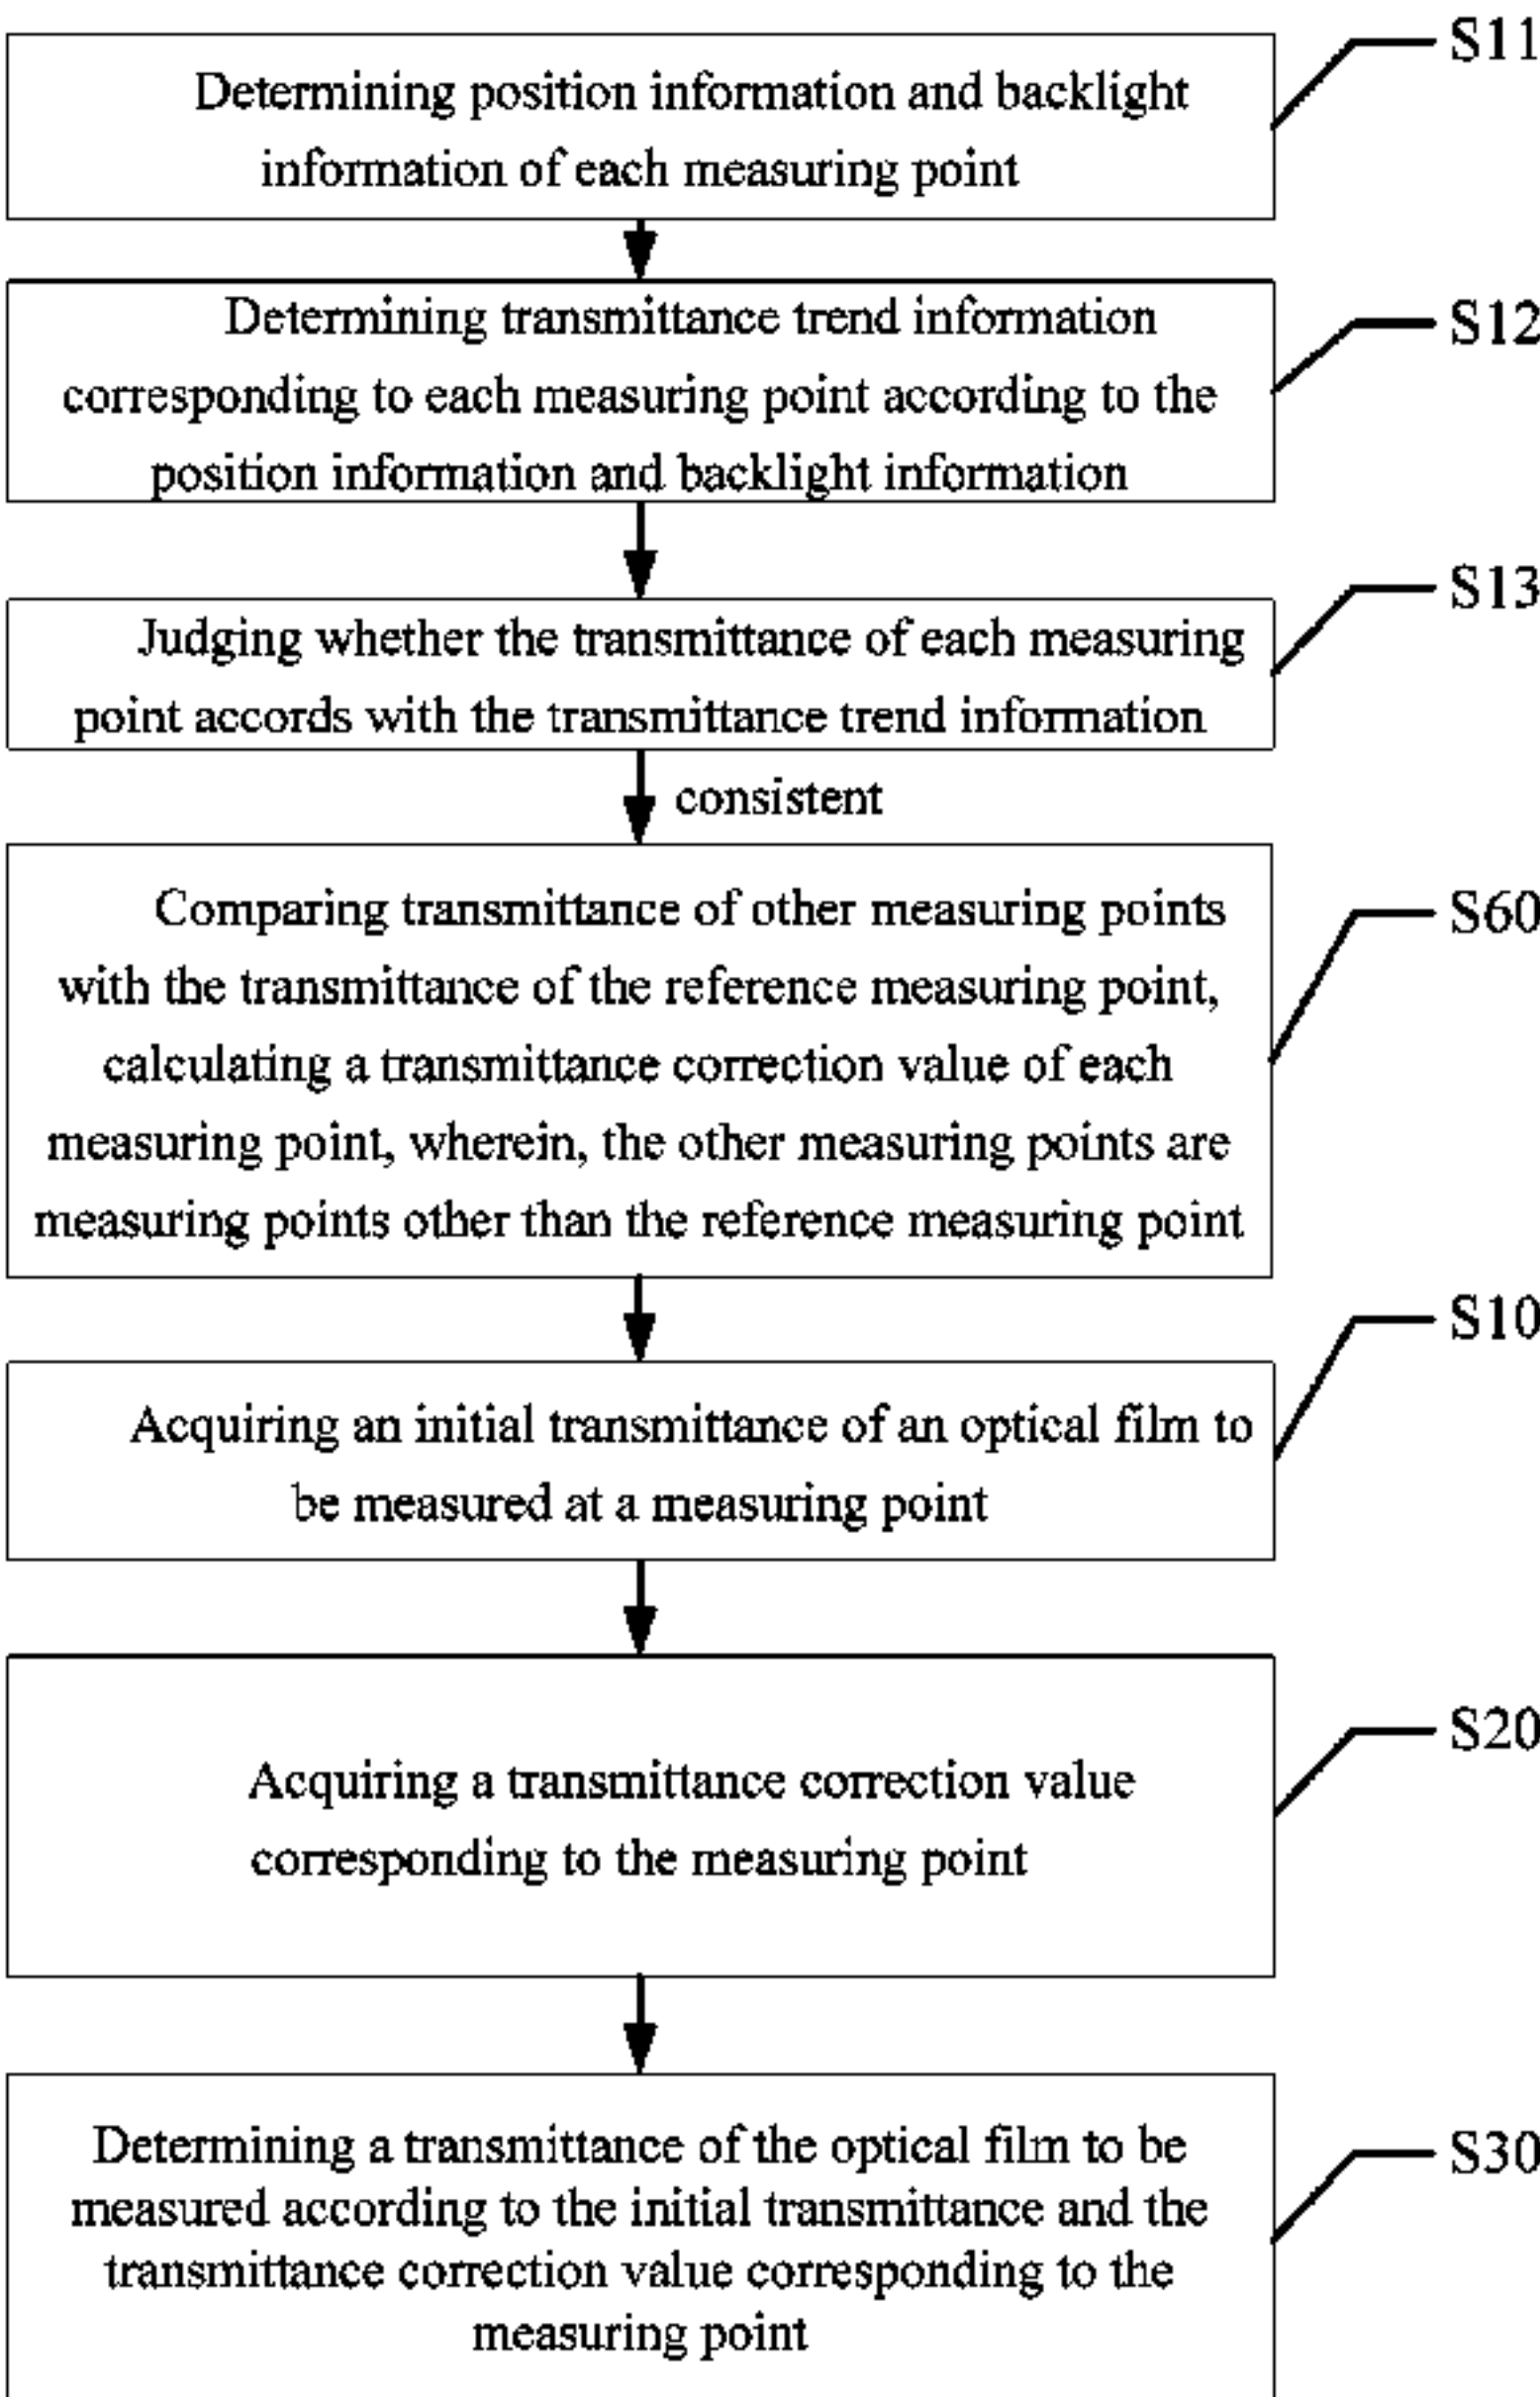 S11
Determining position information and backlight
information of each measuring point
S12
Determining transmittance trend information
corresponding to each measuring point according to the
position information and backlight information
S13
Judging whether the transmittance of each measuring
point accords with the transmittance trend information
consistent
S60
Comparing transmittance of other measuring points
with the transmittance of the reference measuring point,
calculating a transmittance correction value of each
measuring point, wherein, the other measuring points are
measuring points other than the reference measuring point
S10
Acquiring an initial transmittance of an optical film to
be measured at a measuring point
S20
Acquiring a transmittance correction value
corresponding to the measuring point
S30
Determining a transmittance of the optical film to be
measured according to the initial transmittance and the
transmittance correction value corresponding to the
measuring point